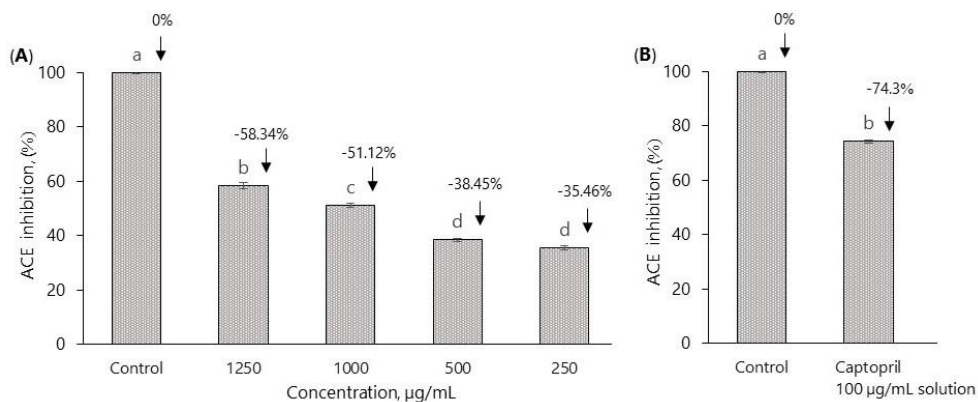 (A)
0%
a
-58.34%
b
-51.12%
c
-38.45%
d
-35.46%
d
ACE inhibition, (%)
100
80
60
40
20
0
Control 1250 1000 500 250
Concentration, µg/mL
(B)
0%
a
-74.3%
b
ACE inhibition, (%)
100
80
60
40
20
0
Control Captopril
100 µg/mL solution